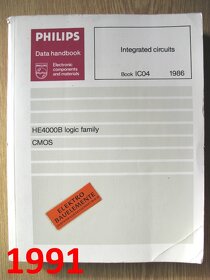 PHILIPS
Data handbook
PHILIPS
Electronic
components
and materials
Integrated circuits
Book IC04 1986
HE4000B logic family
CMOS
ELEKTRO
BAUELEMENTE
1991